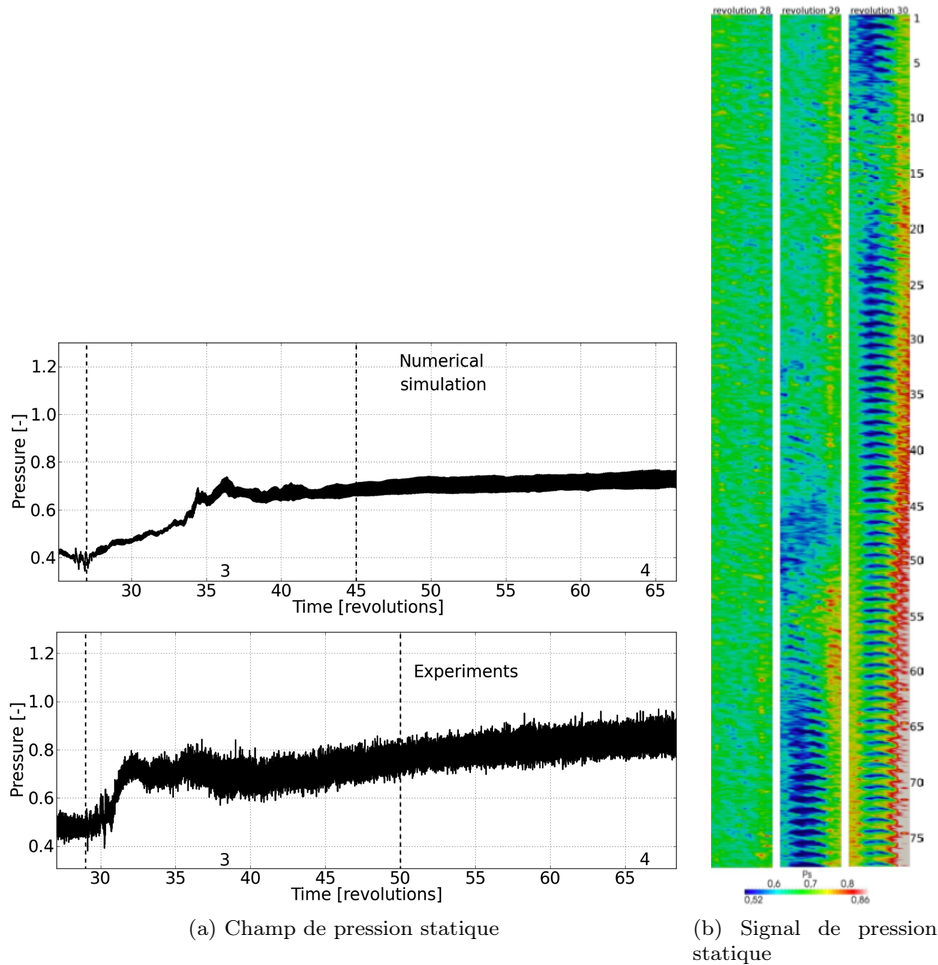 revolution 28 revolution 29 revolution 30
1
5
10
15
20
25
30
35
40
45
50
55
60
65
70
75
Ps
0,6 0,7 0,8
0,52 0,86
Numerical
simulation
Pressure [-]
1.2
1.0
0.8
0.6
0.4
3 4
30 35 40 45 50 55 60 65
Time [revolutions]
Experiments
Pressure [-]
1.2
1.0
0.8
0.6
0.4
3 4
30 35 40 45 50 55 60 65
Time [revolutions]
(a) Champ de pression statique
(b) Signal de pression
statique